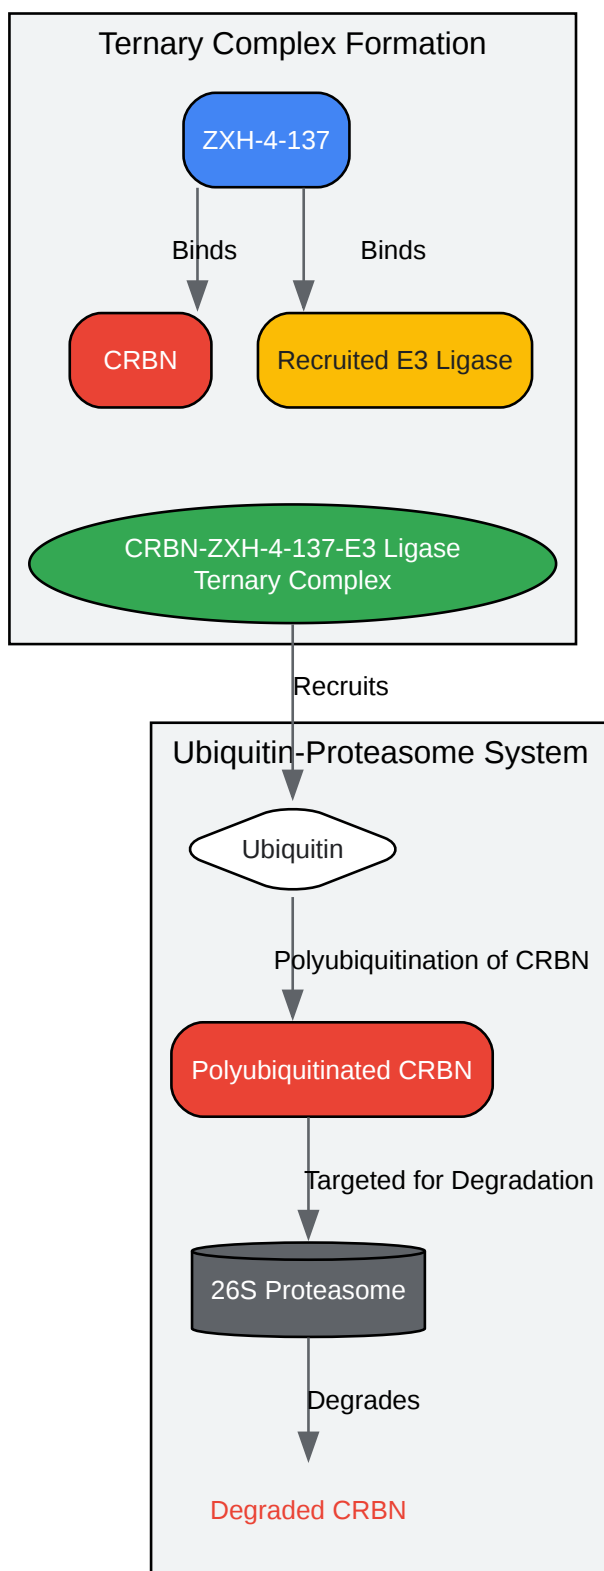 Ternary Complex Formation
ZXH-4-137
Binds
Binds
CRBN
Recruited E3 Ligase
CRBN-ZXH-4-137-E3 Ligase
Ternary Complex
Recruits
Ubiquitin-Proteasome System
Ubiquitin
Polyubiquitination of CRBN
Polyubiquitinated CRBN
Targeted for Degradation
26S Proteasome
Degrades
Degraded CRBN